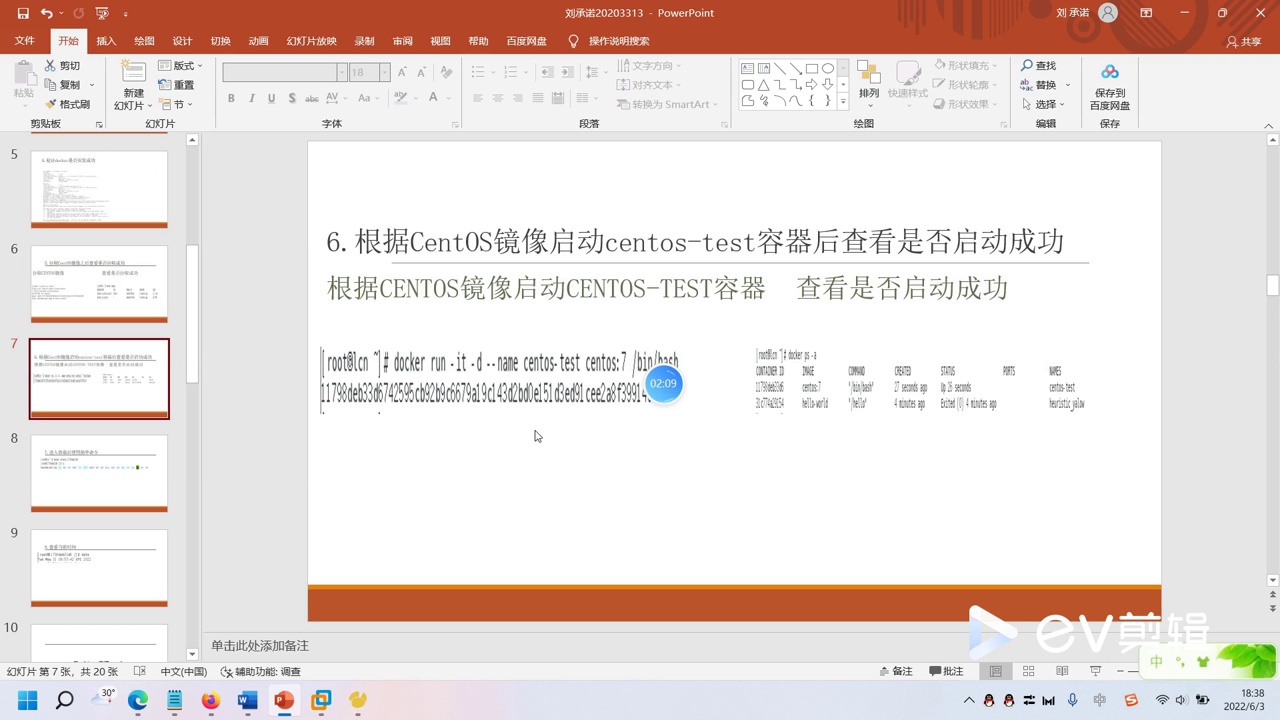 刘承诺20203313 - PowerPoint
刘 承诺
文件 开始 插入 绘图 设计 切换 动画 幻灯片放映 录制 审阅 视图 帮助 百度网盘 操作说明搜索 共享
粘贴 剪切 复制 格式刷 剪贴板
新建 幻灯片 版式 重置 节 幻灯片
18
B I U S abc AV Aa A
字体
文字方向 对齐文本 转换为 SmartArt 段落
排列 快速样式 形状填充 形状轮廓 形状效果 绘图
查找 替换 选择 编辑
保存到 百度网盘 保存
5
6
7
8
9
10
6.根据CentOS镜像启动centos-test容器后查看是否启动成功
根据CENTOS镜像启动CENTOS-TEST容器 查看是否启动成功
[root@lcn ~]# docker run -it -d --name centos-test centos:7 /bin/bash
02:09
[root@lcn ~]# docker ps -a
CONTAINER ID IMAGE COMMAND CREATED STATUS PORTS NAMES
11798deb33d6 centos:7 "/bin/bash" 27 seconds ago Up 25 seconds centos-test
hello-world "/hello" 4 minutes ago Exited (0) 4 minutes ago
单击此处添加备注
EV剪辑
中
幻灯片 第 7 张，共 20 张 中文(中国) 辅助功能: 调查 备注 批注
30°
中
18:38
2022/6/3